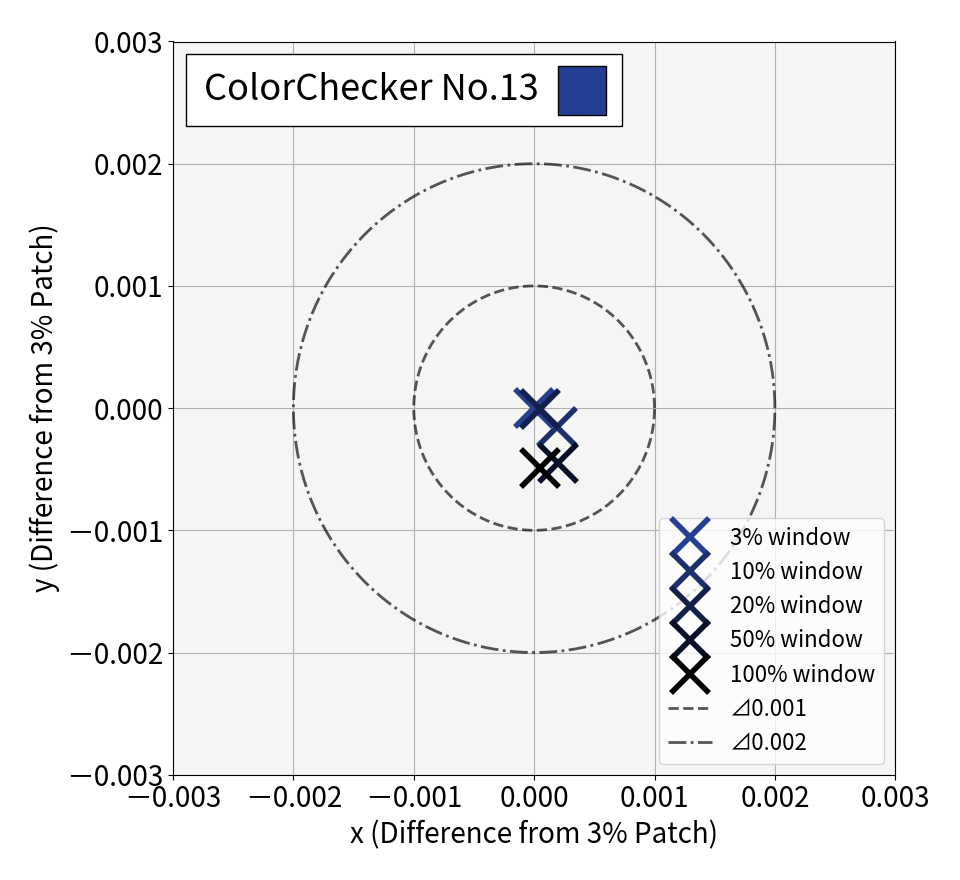 ColorChecker No.13
0.003
0.002
0.001
0.000
−0.001
−0.002
−0.003
y (Difference from 3% Patch)
3% window
10% window
20% window
50% window
100% window
⊿0.001
⊿0.002
−0.003 −0.002 −0.001 0.000 0.001 0.002 0.003
x (Difference from 3% Patch)